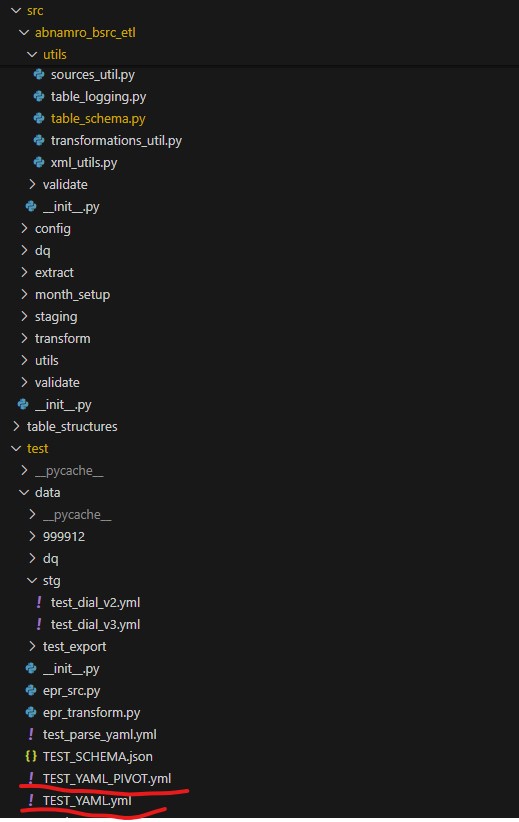 src
abnamro_bsrc_etl
utils
sources_util.py
table_logging.py
table_schema.py
transformations_util.py
xml_utils.py
validate
__init__.py
config
dq
extract
month_setup
staging
transform
utils
validate
__init__.py
table_structures
test
__pycache__
data
__pycache__
999912
dq
stg
! test_dial_v2.yml
! test_dial_v3.yml
test_export
__init__.py
epr_src.py
epr_transform.py
! test_parse_yaml.yml
{} TEST_SCHEMA.json
! TEST_YAML_PIVOT.yml
! TEST_YAML.yml